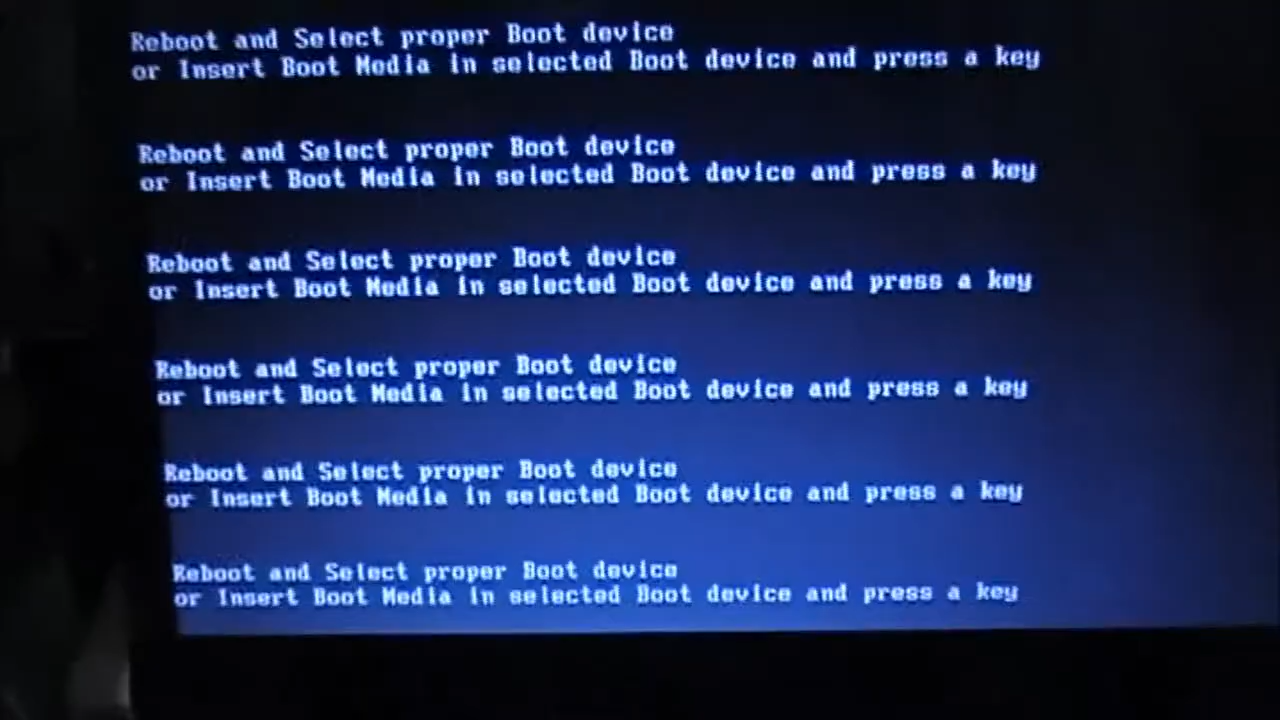 Reboot and Select proper Boot device
or Insert Boot Media in selected Boot device and press a key
Reboot and Select proper Boot device
or Insert Boot Media in selected Boot device and press a key
Reboot and Select proper Boot device
or Insert Boot Media in selected Boot device and press a key
Reboot and Select proper Boot device
or Insert Boot Media in selected Boot device and press a key
Reboot and Select proper Boot device
or Insert Boot Media in selected Boot device and press a key
Reboot and Select proper Boot device
or Insert Boot Media in selected Boot device and press a key